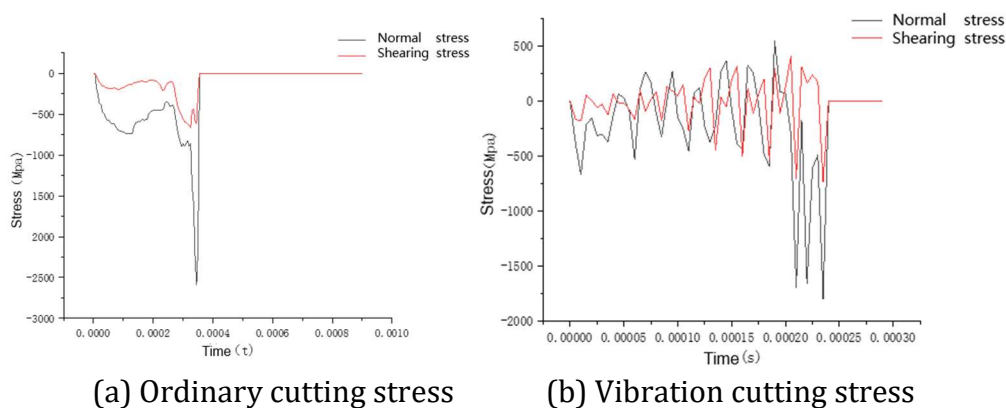 Normal stress
Shearing stress
0
-500
1000
1500
2000
-2500
-3000
Stress (Mpa)
0.0000 0.0002 0.0004 0.0006 0.0008 0.0010
Time (t)
Normal stress
Shearing stress
500
0
-500
-1000
-1500
-2000
Stress(Mpa)
0.00000 0.00005 0.00010 0.00015 0.00020 0.00025 0.00030
Time (s)
(a) Ordinary cutting stress
(b) Vibration cutting stress